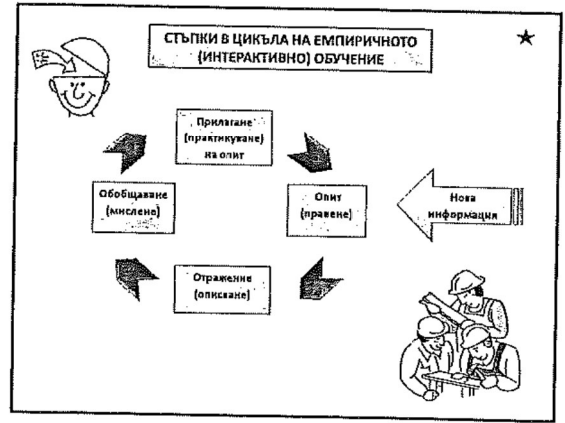 СТЪПКИ В ЦИКЪЛА НА ЕМПИРИЧНОТО
(ИНТЕРАКТИВНО) ОБУЧЕНИЕ
Прилагане
(практикуване)
на опит
Обобщаване
(мислене)
Опит
(правене)
Нова
информация
Отражение
(описване)